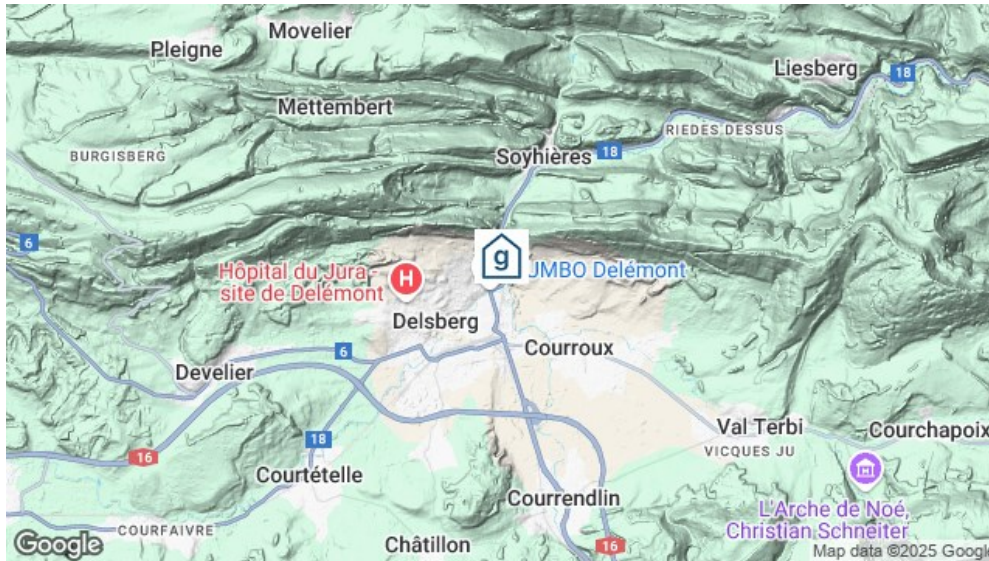 Movelier
Pleigne
Liesberg
18
Mettembert
RIEDES DESSUS
BURGISBERG
Soyhières
18
6
g
JMBO Delémont
Hôpital du Jura -
site de Delémont
H
Delsberg
6
Courroux
Develier
Val Terbi
Courchapoix
18
VICQUES JU
16
Courtételle
Courrendlin
L'Arche de Noé,
Christian Schneiter
COURFAIVRE
Châtillon
16
Google
Map data ©2025 Google